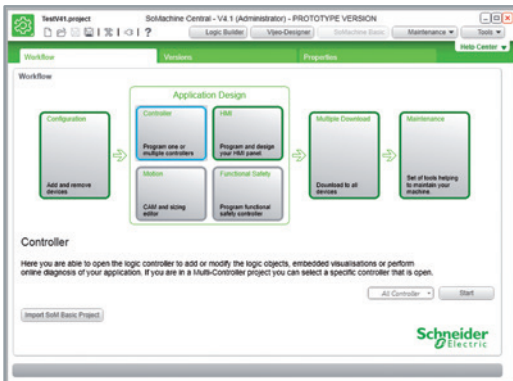 TestV41.project
SoMachine Central - V4.1 (Administrator) - PROTOTYPE VERSION
Logic Builder
Vijeo-Designer
SoMachine Basic
Maintenance
Tools
Help Center
Workflow
Versions
Properties
Workflow
Application Design
Configuration
Add and remove
devices
Controller
Program one or
multiple controllers
HMI
Program and design
your HMI panel
Motion
CAM and sizing
editor
Functional Safety
Program functional
safety controller
Multiple Download
Download to all
devices
Maintenance
Set of tools helping
to maintain your
machine.
Controller
Here you are able to open the logic controller to add or modify the logic objects, embedded visualisations or perform
online diagnosis of your application. If you are in a Multi-Controller project you can select a specific controller that is open.
All Controller
Start
Import SoM Basic Project
Schneider
Electric